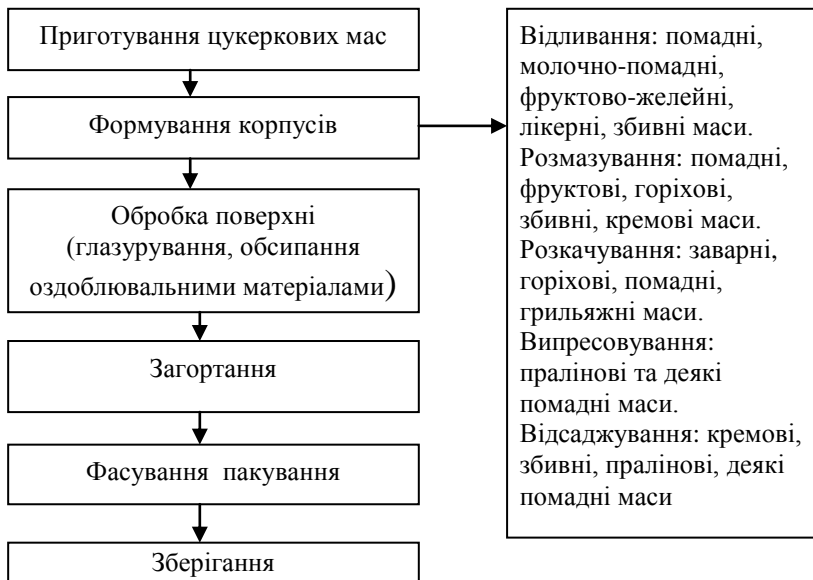 Приготування цукеркових мас
Формування корпусів
Обробка поверхні
(глазурування, обсипання
оздоблювальними матеріалами)
Загортання
Фасування пакування
Зберігання
Відливання: помадні,
молочно-помадні,
фруктово-желейні,
лікерні, збивні маси.
Розмазування: помадні,
фруктові, горіхові,
збивні, кремові маси.
Розкачування: заварні,
горіхові, помадні,
грильяжні маси.
Випресовування:
пралінові та деякі
помадні маси.
Відсаджування: кремові,
збивні, пралінові, деякі
помадні маси